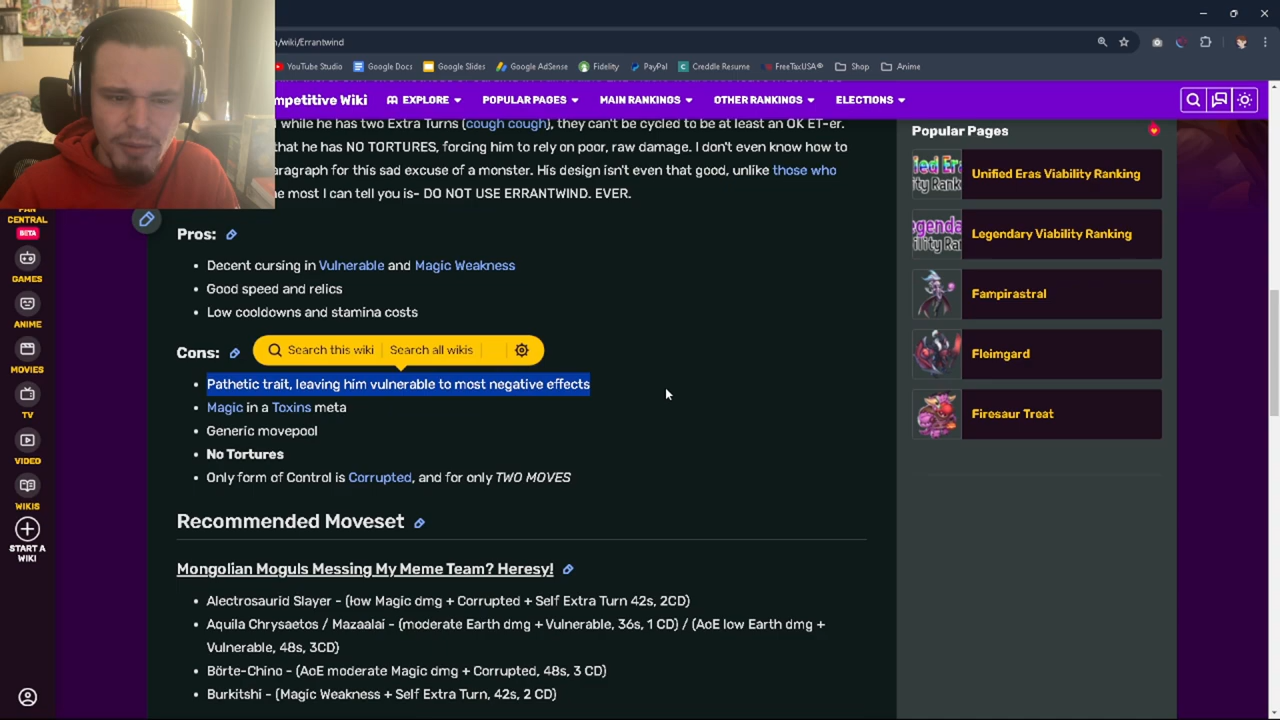 n/wiki/Errantwind
YouTube Studio
Google Docs
Google Slides
Google AdSense
Fidelity
PayPal
Creddle Resume
FreeTaxUSA®
Shop
Anime
mpetitive Wiki
EXPLORE
POPULAR PAGES
MAIN RANKINGS
OTHER RANKINGS
ELECTIONS
while he has two Extra Turns (cough cough), they can't be cycled to be at least an OK ET-er.
that he has NO TORTURES, forcing him to rely on poor, raw damage. I don't even know how to
aragraph for this sad excuse of a monster. His design isn't even that good, unlike those who
he most I can tell you is- DO NOT USE ERRANTWIND. EVER.
Pros:
Decent cursing in Vulnerable and Magic Weakness
Good speed and relics
Low cooldowns and stamina costs
Cons:
Search this wiki
Search all wikis
Pathetic trait, leaving him vulnerable to most negative effects
Magic in a Toxins meta
Generic movepool
No Tortures
Only form of Control is Corrupted, and for only TWO MOVES
Recommended Moveset
Mongolian Moguls Messing My Meme Team? Heresy!
Alectrosaurid Slayer - (low Magic dmg + Corrupted + Self Extra Turn 42s, 2CD)
Aquila Chrysaetos / Mazaalai - (moderate Earth dmg + Vulnerable, 36s, 1 CD) / (AoE low Earth dmg +
Vulnerable, 48s, 3CD)
Börte-Chino - (AoE moderate Magic dmg + Corrupted, 48s, 3 CD)
Burkitshi - (Magic Weakness + Self Extra Turn, 42s, 2 CD)
Popular Pages
Unified Eras Viability Ranking
Legendary Viability Ranking
Fampirastral
Fleimgard
Firesaur Treat
CENTRAL
BETA
GAMES
ANIME
MOVIES
TV
VIDEO
WIKIS
START A
WIKI